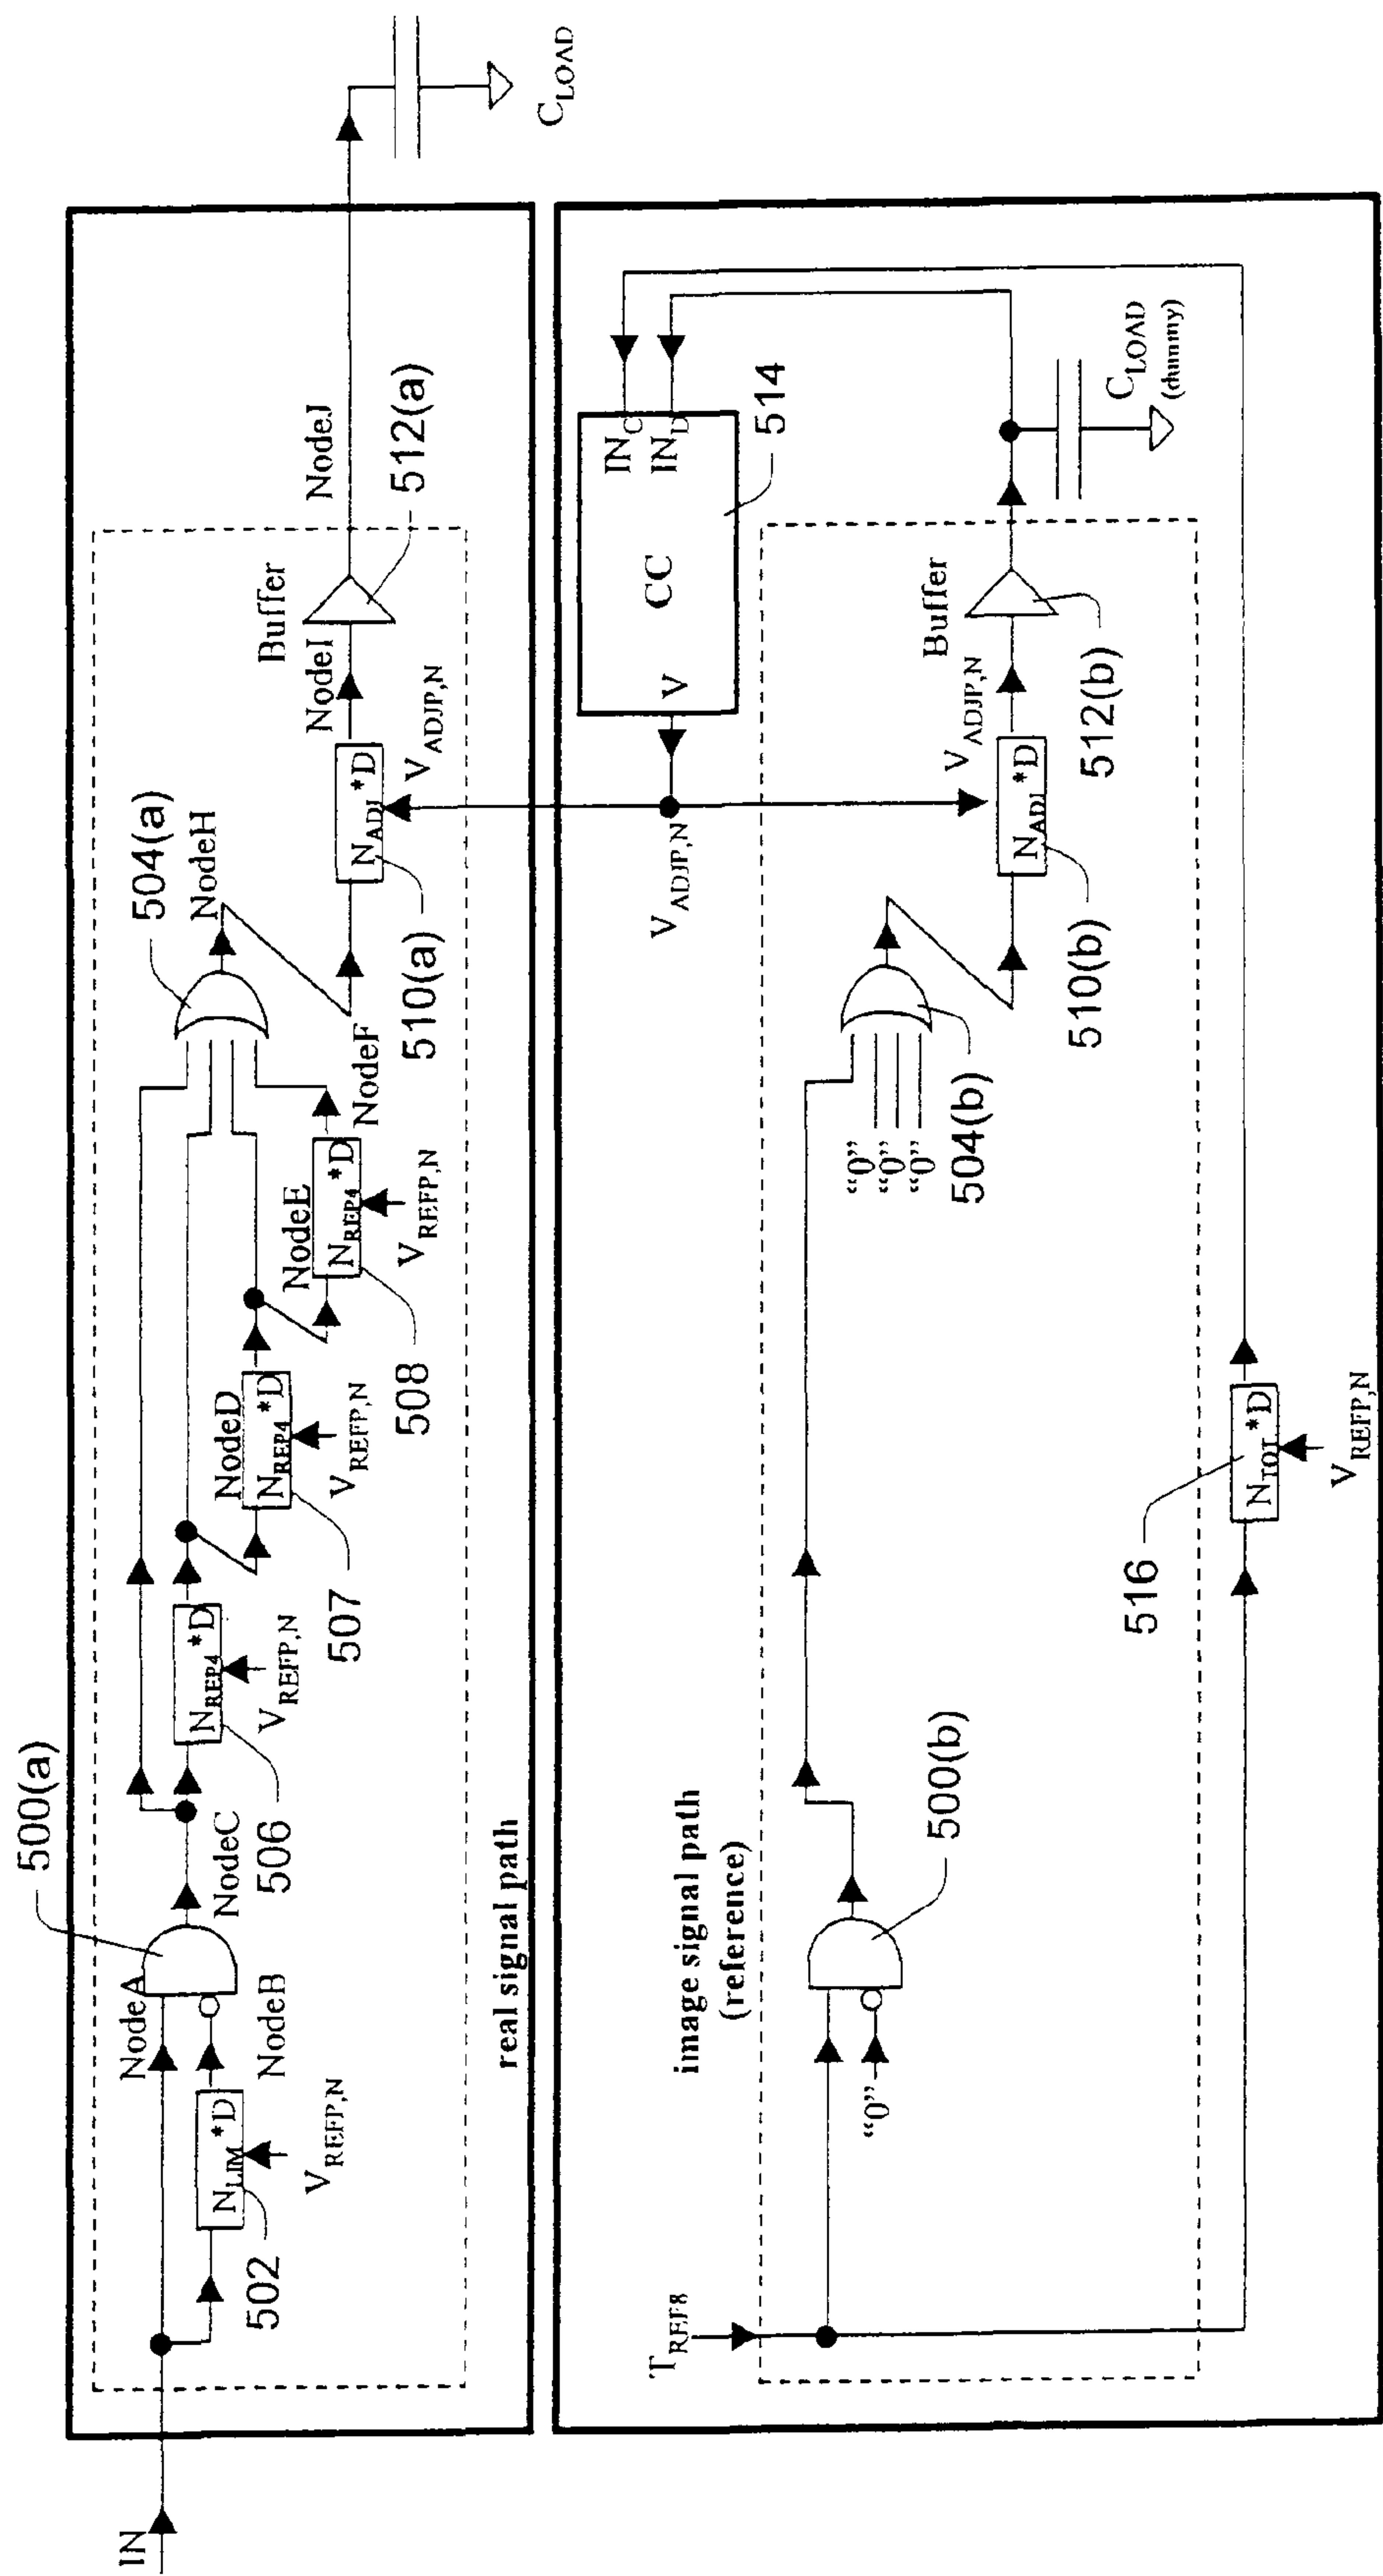 IN
502
N_LIM*D
V_REFP,N
NodeA
NodeB
500(a)
NodeC
506
N_REP4*D
V_REFP,N
507
NodeD
N_REP4*D
V_REFP,N
508
NodeE
N_REP4*D
V_REFP,N
NodeF
504(a)
NodeH
510(a)
N_ADJ*D
V_ADJP,N
NodeI
Buffer
512(a)
NodeJ
C_LOAD
real signal path
image signal path
(reference)
T_REF8
"0"
500(b)
"0"
"0"
"0"
504(b)
V_ADJP,N
510(b)
N_ADJ*D
V_ADJP,N
Buffer
512(b)
V
CC
IN_C
IN_D
514
C_LOAD
(dummy)
516
N_TOT*D
V_REFP,N